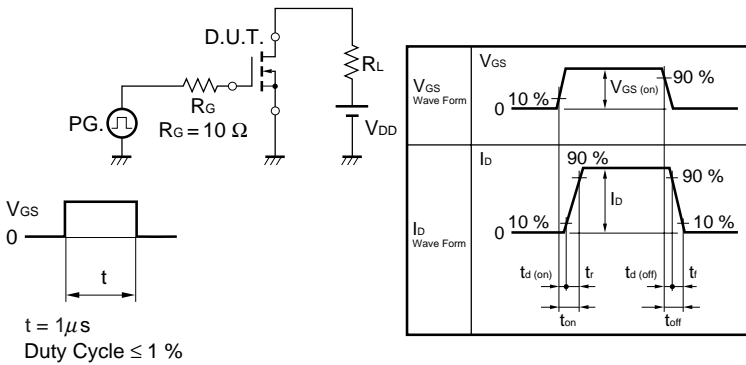 D.U.T.
RL
RG
PG.
RG = 10 Ω
VDD
VGS
0
t
t = 1μs
Duty Cycle ≤ 1 %
VGS
Wave Form
VGS
90 %
VGS (on)
10 %
0
ID
Wave Form
ID
90 %
90 %
ID
10 %
10 %
0
td (on) tr td (off) tf
ton toff